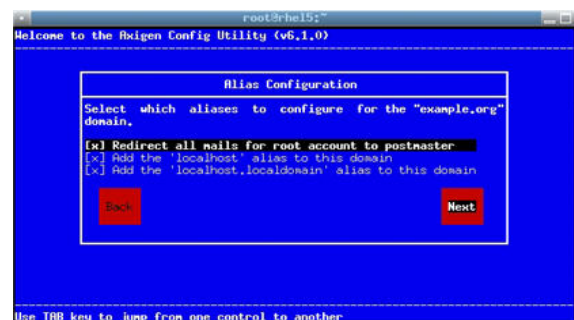 root@rhel5:~
Welcome to the Axigen Config Utility (v6.1.0)
Alias Configuration
Select which aliases to configure for the "example.org"
domain.
[x] Redirect all mails for root account to postmaster
[x] Add the 'localhost' alias to this domain
[x] Add the 'localhost.localdomain' alias to this domain
Back
Next
Use TAB key to jump from one control to another